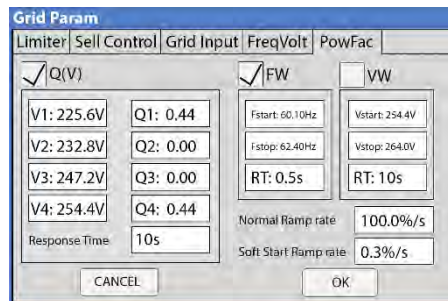 Grid Param
Limiter Sell Control Grid Input FreqVolt PowFac
Q(V) FW VW
V1: 225.6V Q1: 0.44 Fstart: 60.10Hz Vstart: 254.4V
V2: 232.8V Q2: 0.00 Fstop: 62.40Hz Vstop: 264.0V
V3: 247.2V Q3: 0.00 RT: 0.5s RT: 10s
V4: 254.4V Q4: 0.44
Normal Ramp rate 100.0%/s
Response Time 10s
Soft Start Ramp rate 0.3%/s
CANCEL OK